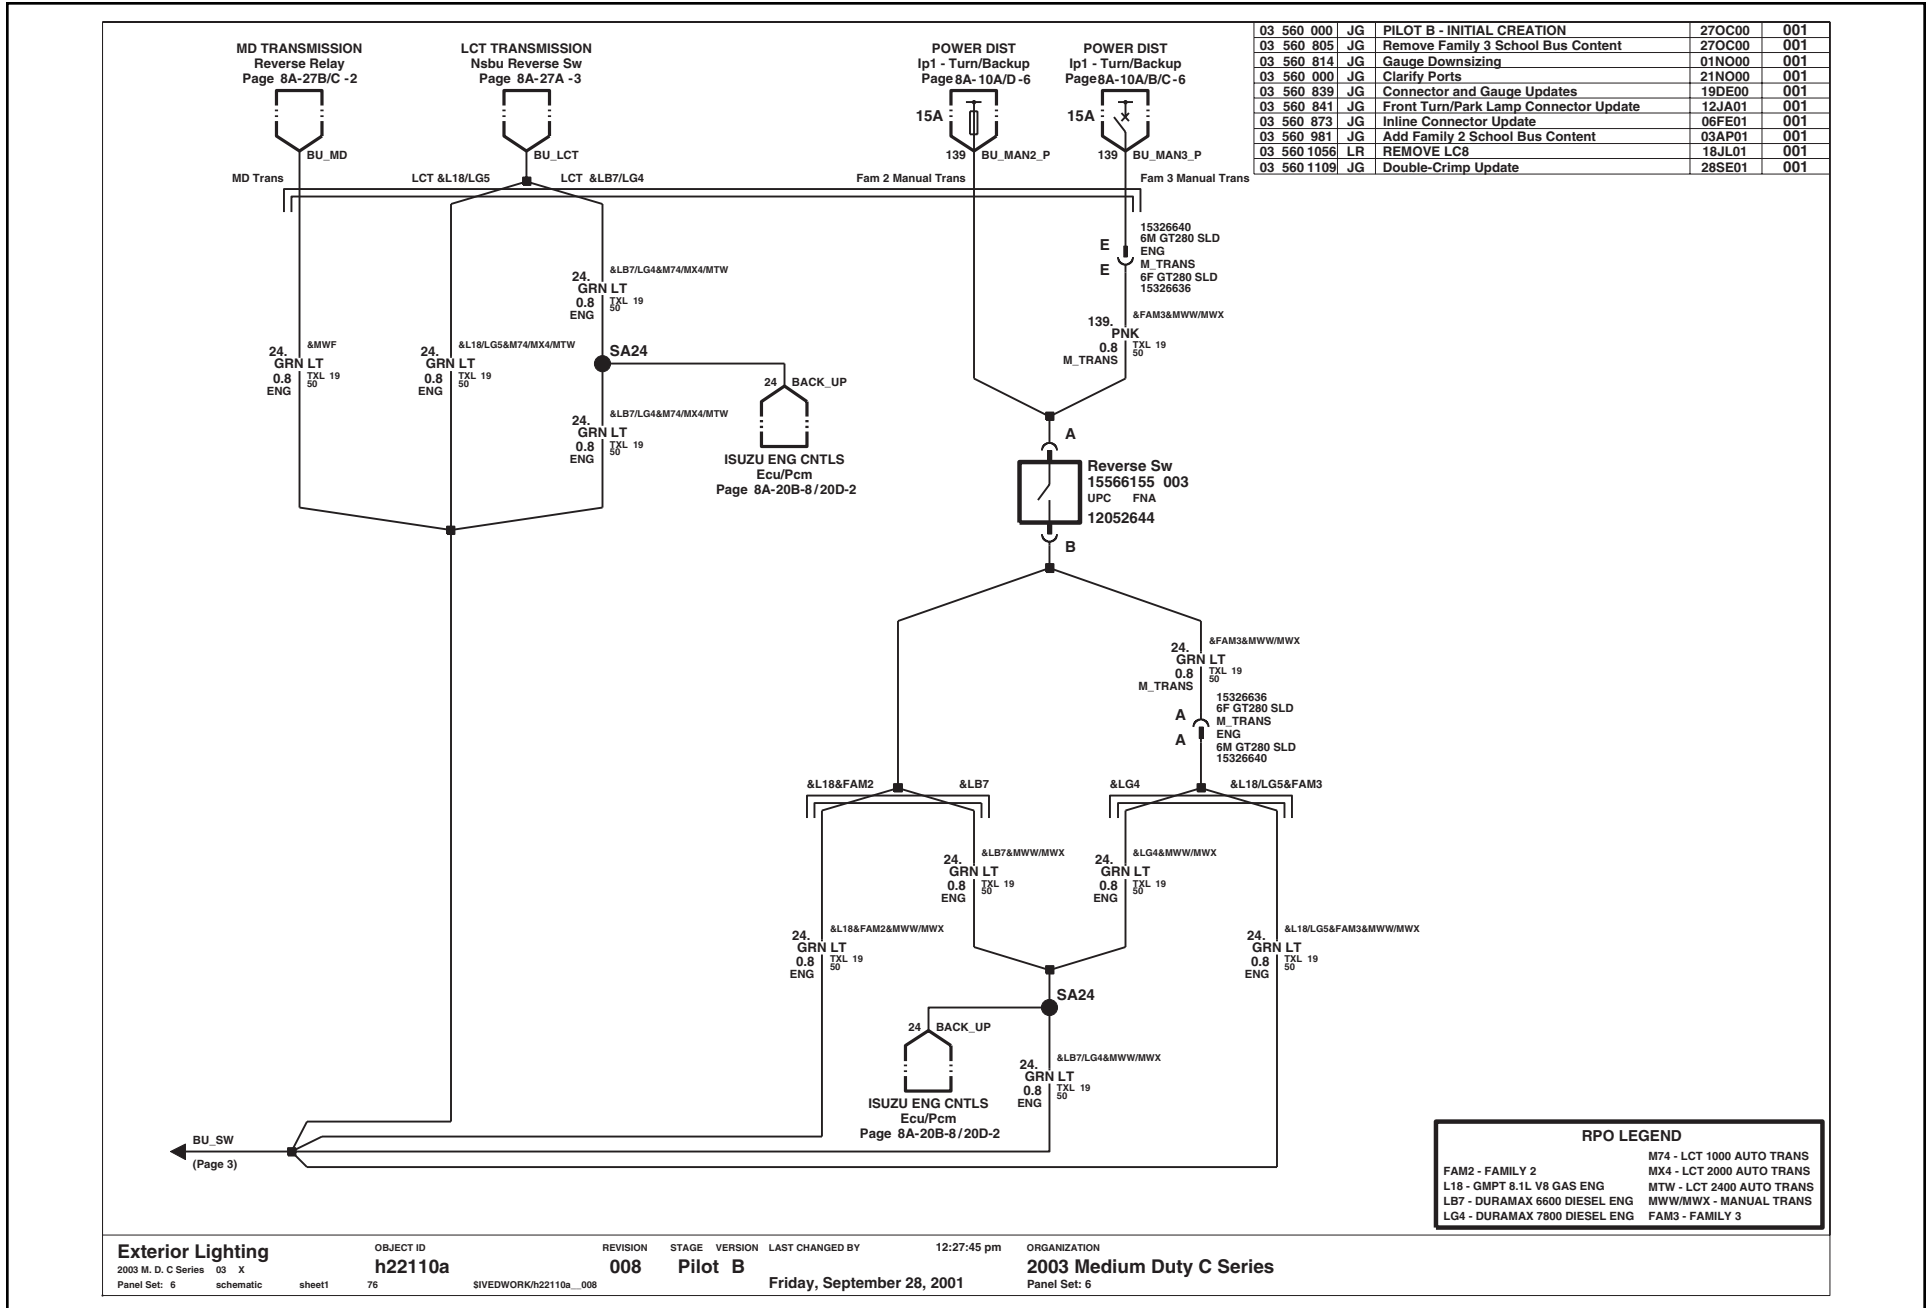 MD TRANSMISSION
Reverse Relay
Page 8A-27B/C -2
LCT TRANSMISSION
Nsbu Reverse Sw
Page 8A-27A -3
POWER DIST
Ip1 - Turn/Backup
Page 8A-10A/D-6
POWER DIST
Ip1 - Turn/Backup
Page 8A-10A/B/C-6
03 560 000 JG PILOT B - INITIAL CREATION 27OC00 001
03 560 805 JG Remove Family 3 School Bus Content 27OC00 001
03 560 814 JG Gauge Downsizing 01NO00 001
03 560 000 JG Clarify Ports 21NO00 001
03 560 839 JG Connector and Gauge Updates 19DE00 001
03 560 841 JG Front Turn/Park Lamp Connector Update 12JA01 001
03 560 873 JG Inline Connector Update 06FE01 001
03 560 981 JG Add Family 2 School Bus Content 03AP01 001
03 560 1056 LR REMOVE LC8 18JL01 001
03 560 1109 JG Double-Crimp Update 28SE01 001
15A
15A
BU_MD
BU_LCT
139 BU_MAN2_P
139 BU_MAN3_P
MD Trans
LCT &L18/LG5
LCT &LB7/LG4
Fam 2 Manual Trans
Fam 3 Manual Trans
E
E
15326640
6M GT280 SLD
ENG
M_TRANS
6F GT280 SLD
15326636
&LB7/LG4&M74/MX4/MTW
24.
GRN LT
0.8 TXL 19
50
ENG
&FAM3&MWW/MWX
139.
PNK
0.8 TXL 19
50
M_TRANS
&MWF
24.
GRN LT
0.8 TXL 19
50
ENG
&L18/LG5&M74/MX4/MTW
24.
GRN LT
0.8 TXL 19
50
ENG
SA24
24 BACK_UP
&LB7/LG4&M74/MX4/MTW
24.
GRN LT
0.8 TXL 19
50
ENG
ISUZU ENG CNTLS
Ecu/Pcm
Page 8A-20B-8/20D-2
A
Reverse Sw
15566155 003
UPC FNA
12052644
B
&FAM3&MWW/MWX
24.
GRN LT
0.8 TXL 19
50
M_TRANS
A
A
15326636
6F GT280 SLD
M_TRANS
ENG
6M GT280 SLD
15326640
&L18&FAM2
&LB7
&LG4
&L18/LG5&FAM3
&LB7&MWW/MWX
24.
GRN LT
0.8 TXL 19
50
ENG
&LG4&MWW/MWX
24.
GRN LT
0.8 TXL 19
50
ENG
&L18&FAM2&MWW/MWX
24.
GRN LT
0.8 TXL 19
50
ENG
&L18/LG5&FAM3&MWW/MWX
24.
GRN LT
0.8 TXL 19
50
ENG
SA24
24 BACK_UP
&LB7/LG4&MWW/MWX
24.
GRN LT
0.8 TXL 19
50
ENG
ISUZU ENG CNTLS
Ecu/Pcm
Page 8A-20B-8/20D-2
BU_SW
(Page 3)
RPO LEGEND
M74 - LCT 1000 AUTO TRANS
FAM2 - FAMILY 2 MX4 - LCT 2000 AUTO TRANS
L18 - GMPT 8.1L V8 GAS ENG MTW - LCT 2400 AUTO TRANS
LB7 - DURAMAX 6600 DIESEL ENG MWW/MWX - MANUAL TRANS
LG4 - DURAMAX 7800 DIESEL ENG FAM3 - FAMILY 3
Exterior Lighting
2003 M. D. C Series 03 X
Panel Set: 6 schematic sheet1 76 $IVEDWORK/h22110a__008
OBJECT ID
h22110a
REVISION
008
STAGE VERSION
Pilot B
LAST CHANGED BY 12:27:45 pm
Friday, September 28, 2001
ORGANIZATION
2003 Medium Duty C Series
Panel Set: 6